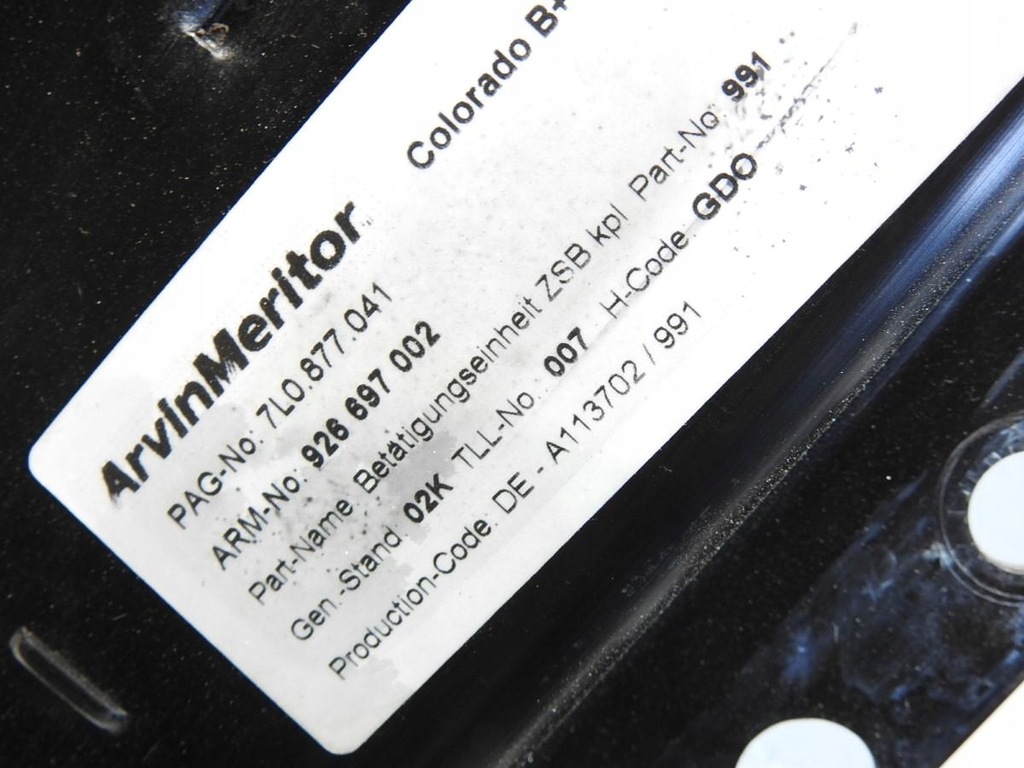 ArvinMeritor Colorado B+
PAG-No: 7L0.877.041
ARM-No: 926 697 002
Part-Name Betätigungseinheit ZSB kpl Part-No: 991
Gen.-Stand: 02K TLL-No.: 007 H-Code: GDO
Production-Code: DE - A113702 / 991